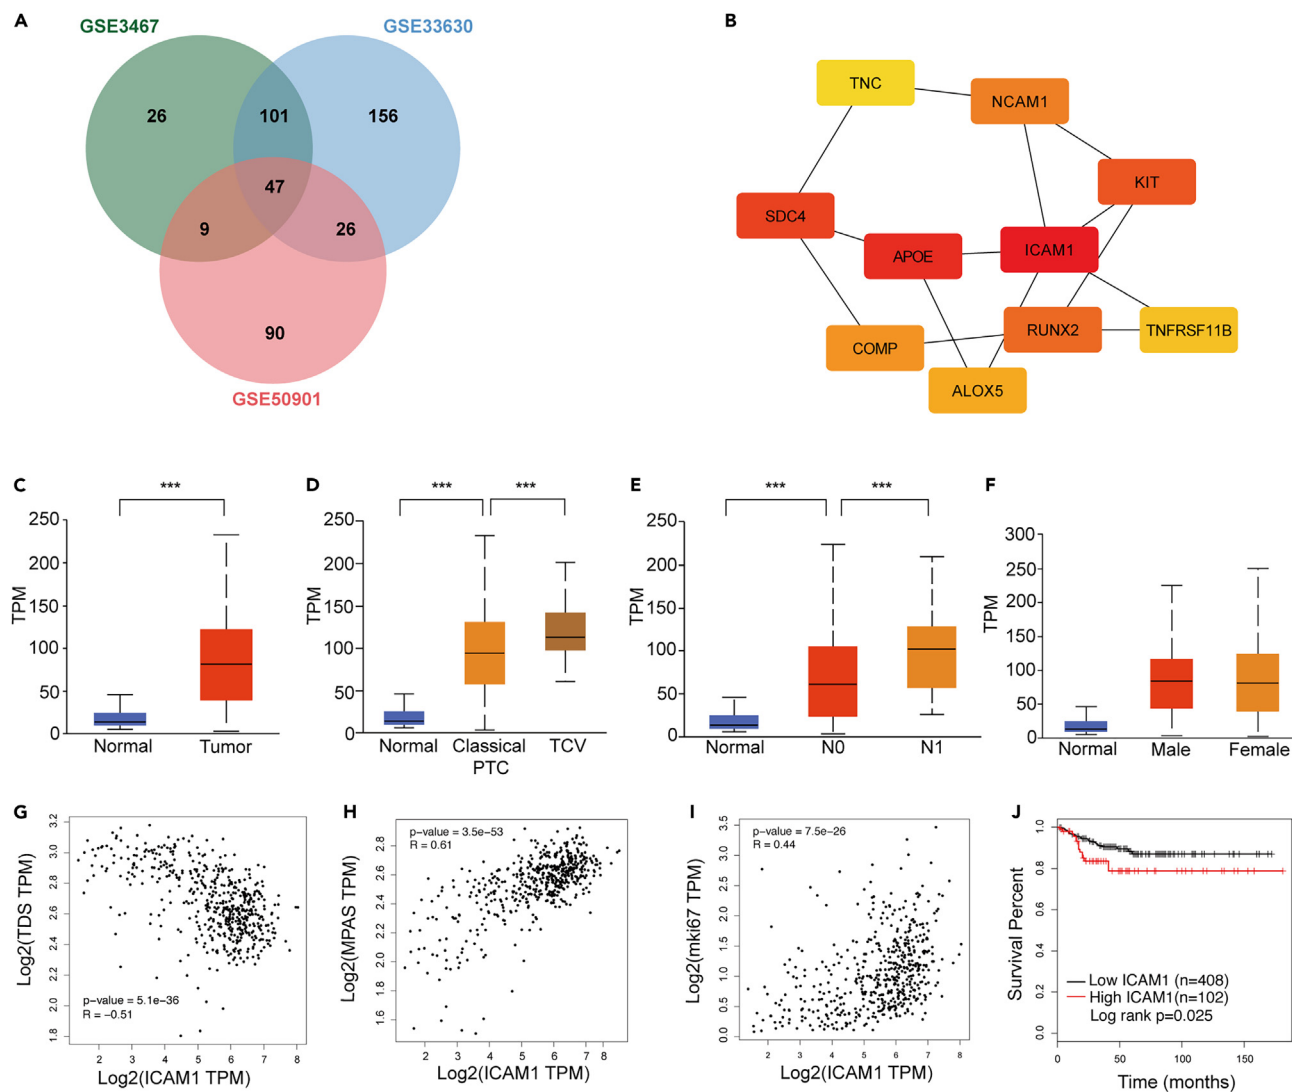 A
GSE3467
GSE33630
26
101
156
47
9
26
90
GSE50901
B
TNC
NCAM1
KIT
SDC4
APOE
ICAM1
COMP
RUNX2
TNFRSF11B
ALOX5
C
***
TPM
250
200
150
100
50
0
Normal
Tumor
D
***
***
TPM
250
200
150
100
50
0
Normal
Classical
PTC
TCV
E
***
***
TPM
250
200
150
100
50
0
Normal
N0
N1
F
TPM
300
250
200
150
100
50
0
Normal
Male
Female
G
Log2(TDS TPM)
3.2
3.0
2.8
2.6
2.4
2.2
2.0
1.8
p-value = 5.1e−36
R = −0.51
2 3 4 5 6 7 8
Log2(ICAM1 TPM)
H
Log2(MPAS TPM)
p-value = 3.5e−53
R = 0.61
2.8
2.6
2.4
2.2
2.0
1.8
1.6
2 3 4 5 6 7 8
Log2(ICAM1 TPM)
I
Log2(mki67 TPM)
p-value = 7.5e−26
R = 0.44
3.5
3.0
2.5
2.0
1.5
1.0
0.5
0.0
2 3 4 5 6 7 8
Log2(ICAM1 TPM)
J
Survival Percent
1.0
0.8
0.6
0.4
0.2
0.0
Low ICAM1 (n=408)
High ICAM1(n=102)
Log rank p=0.025
0 50 100 150
Time (months)